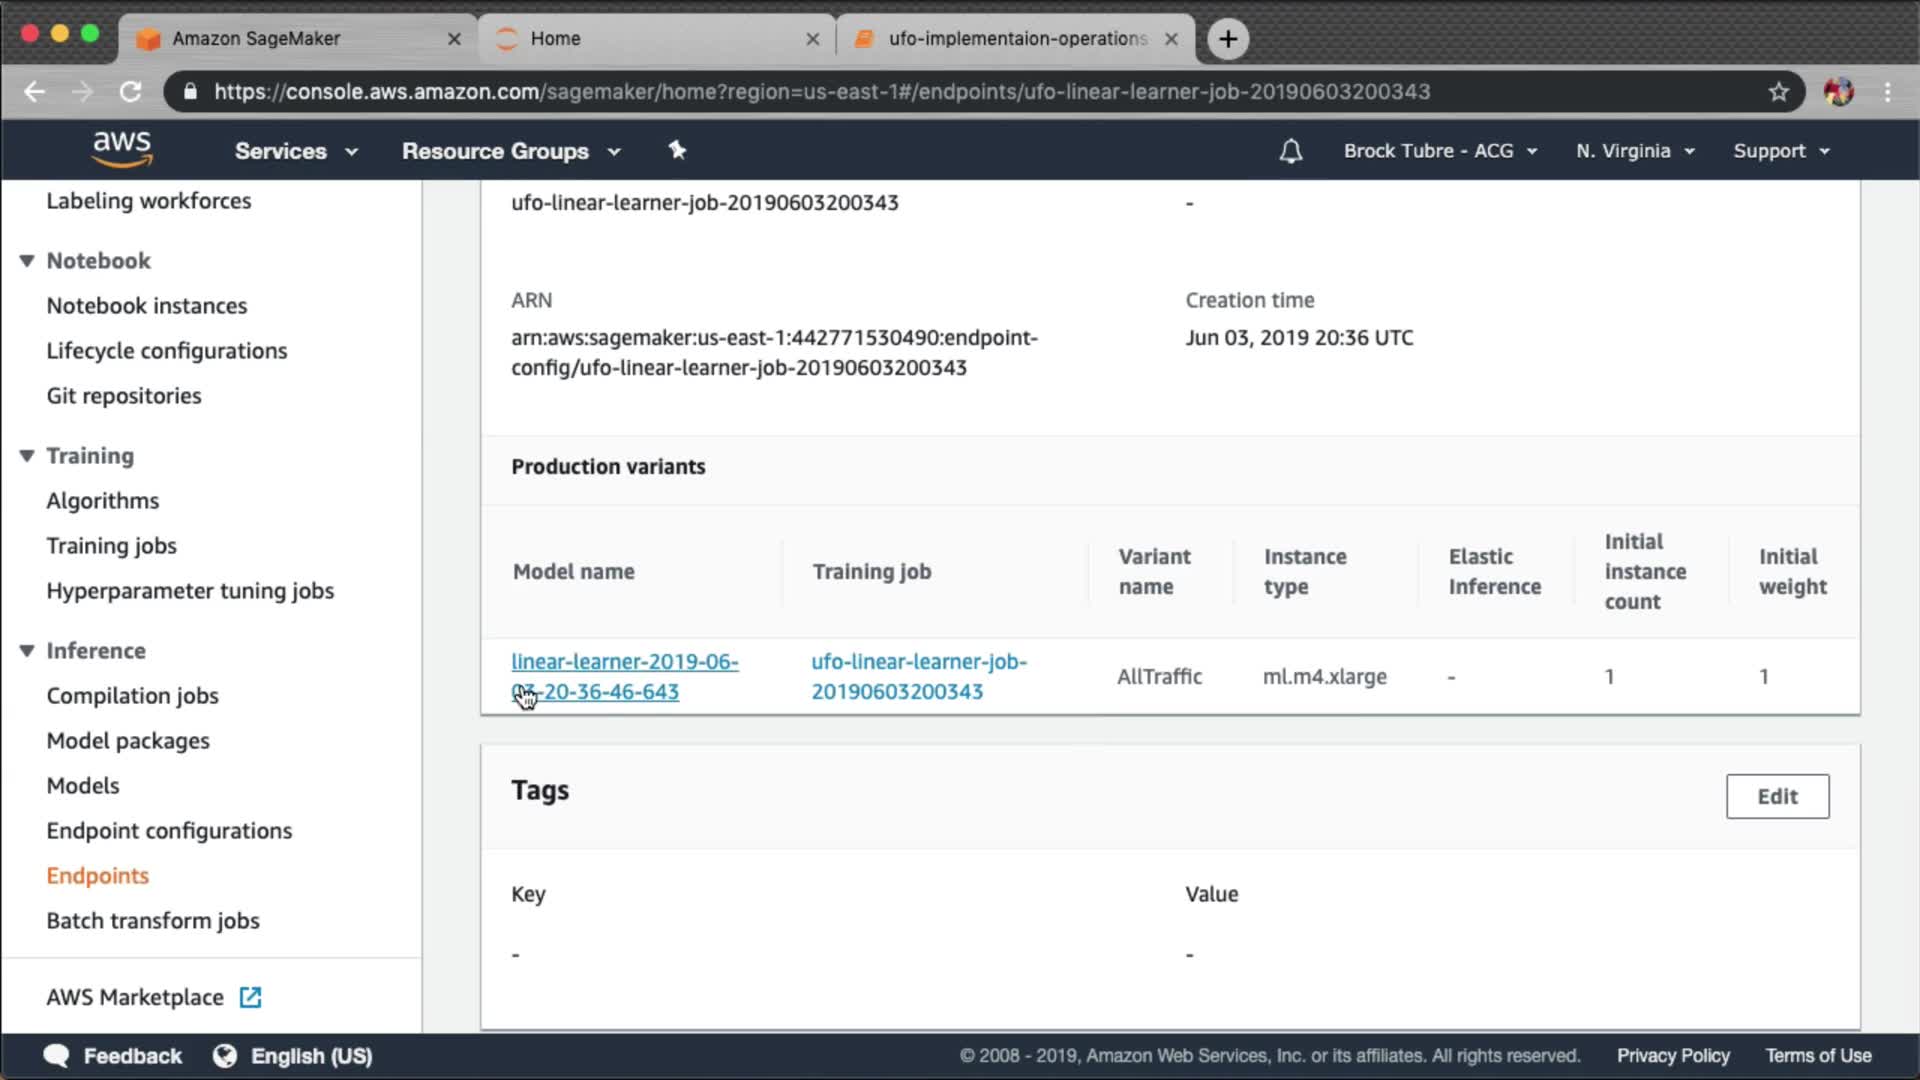 Amazon SageMaker
Home
ufo-implementaion-operations
https://console.aws.amazon.com/sagemaker/home?region=us-east-1#/endpoints/ufo-linear-learner-job-20190603200343
aws
Services
Resource Groups
Brock Tubre - ACG
N. Virginia
Support
Labeling workforces
Notebook
Notebook instances
Lifecycle configurations
Git repositories
Training
Algorithms
Training jobs
Hyperparameter tuning jobs
Inference
Compilation jobs
Model packages
Models
Endpoint configurations
Endpoints
Batch transform jobs
AWS Marketplace
ufo-linear-learner-job-20190603200343
-
ARN
arn:aws:sagemaker:us-east-1:442771530490:endpoint-
config/ufo-linear-learner-job-20190603200343
Creation time
Jun 03, 2019 20:36 UTC
Production variants
Model name
Training job
Variant
name
Instance
type
Elastic
Inference
Initial
instance
count
Initial
weight
linear-learner-2019-06-
03-20-36-46-643
ufo-linear-learner-job-
20190603200343
AllTraffic
ml.m4.xlarge
-
1
1
Tags
Edit
Key
Value
-
-
Feedback
English (US)
© 2008 - 2019, Amazon Web Services, Inc. or its affiliates. All rights reserved.
Privacy Policy
Terms of Use